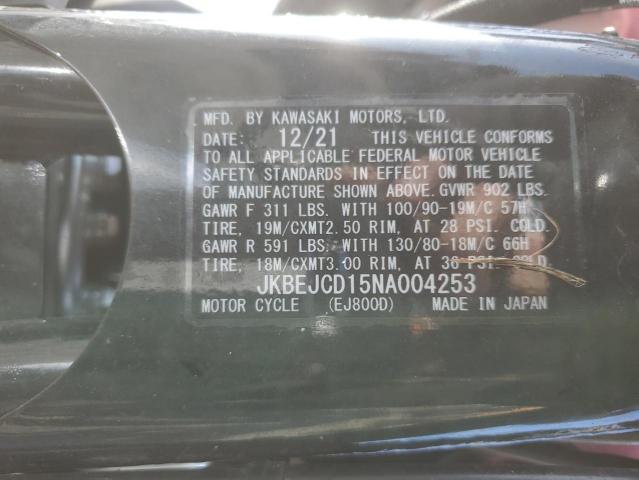 MFD. BY KAWASAKI MOTORS, LTD.
DATE: 12/21 THIS VEHICLE CONFORMS
TO ALL APPLICABLE FEDERAL MOTOR VEHICLE
SAFETY STANDARDS IN EFFECT ON THE DATE
OF MANUFACTURE SHOWN ABOVE. GVWR 902 LBS.
GAWR F 311 LBS. WITH 100/90-19M/C 57H
TIRE, 19M/CXMT2.50 RIM, AT 28 PSI. COLD.
GAWR R 591 LBS. WITH 130/80-18M/C 66H
TIRE, 18M/CXMT3.00 RIM, AT 36 PSI. COLD.
JKBEJCD15NA004253
MOTOR CYCLE (EJ800D) MADE IN JAPAN